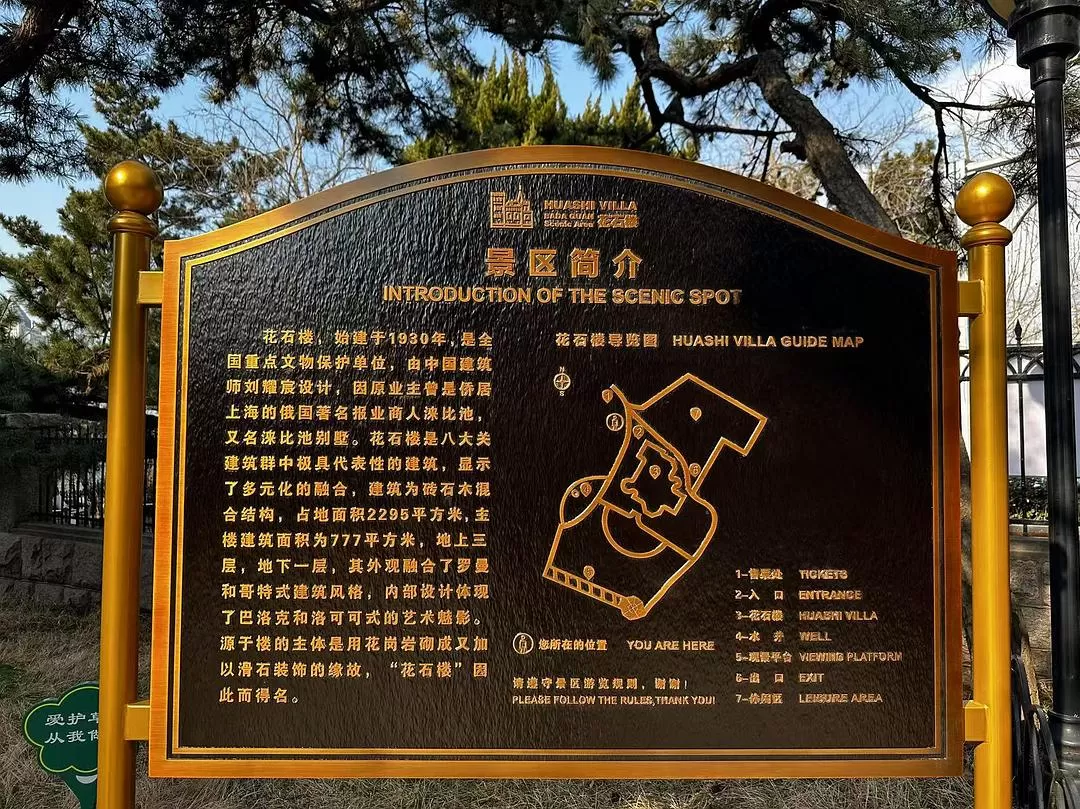 HUASHI VILLA
BADA GUAN
Scenic Area 花石楼
景区简介
INTRODUCTION OF THE SCENIC SPOT
花石楼，始建于1930年，是全
国重点文物保护单位，由中国建筑
师刘耀宸设计，因原业主曾是侨居
上海的俄国著名报业商人涞比池，
又名涞比池别墅。花石楼是八大关
建筑群中极具代表性的建筑，显示
了多元化的融合，建筑为砖石木混
合结构，占地面积2295平方米，主
楼建筑面积为777平方米，地上三
层，地下一层，其外观融合了罗曼
和哥特式建筑风格，内部设计体现
了巴洛克和洛可可式的艺术魅影。
源于楼的主体是用花岗岩砌成又加
以滑石装饰的缘故，“花石楼”因
此而得名。
花石楼导览图 HUASHI VILLA GUIDE MAP
N
S
1
2
3
7
6
4
5
1-售票处 TICKETS
2-入 口 ENTRANCE
3-花石楼 HUASHI VILLA
4-水 井 WELL
5-观景平台 VIEWING PLATFORM
6-出 口 EXIT
7-休闲区 LEISURE AREA
您所在的位置 YOU ARE HERE
请遵守景区游览规则，谢谢！
PLEASE FOLLOW THE RULES,THANK YOU!
爱护草
从我做